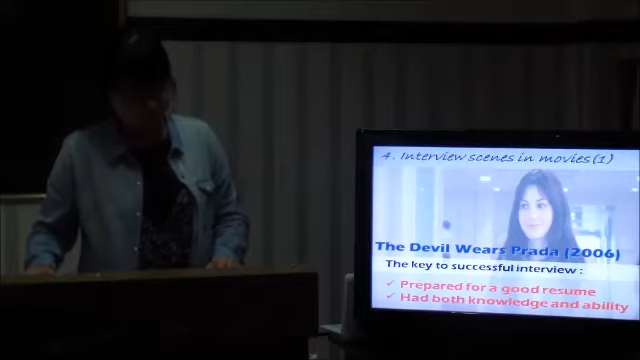 4. Interview scenes in movies(1)
The Devil Wears Prada (2006)
The key to successful interview :
✓ Prepared for a good resume
✓ Had both knowledge and ability